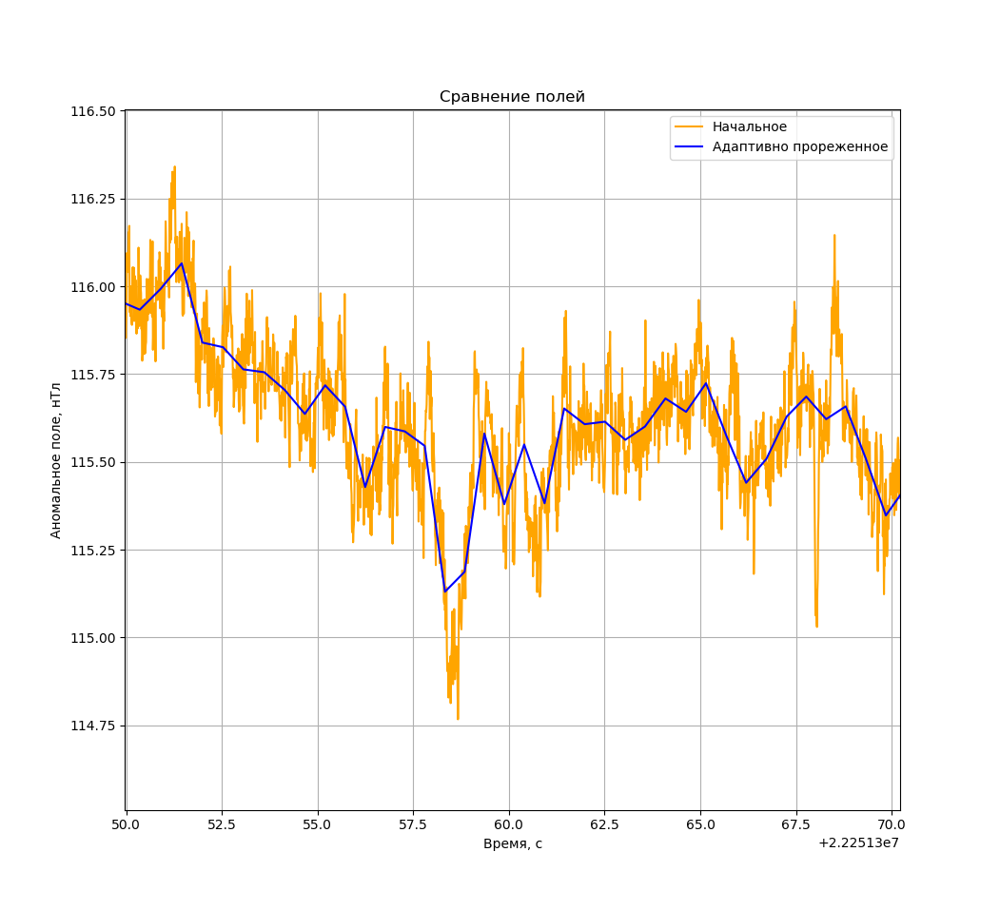 Сравнение полей
Начальное
Адаптивно прореженное
116.50
116.25
116.00
115.75
115.50
115.25
115.00
114.75
Аномальное поле, нТл
50.0 52.5 55.0 57.5 60.0 62.5 65.0 67.5 70.0
Время, с
+2.22513e7